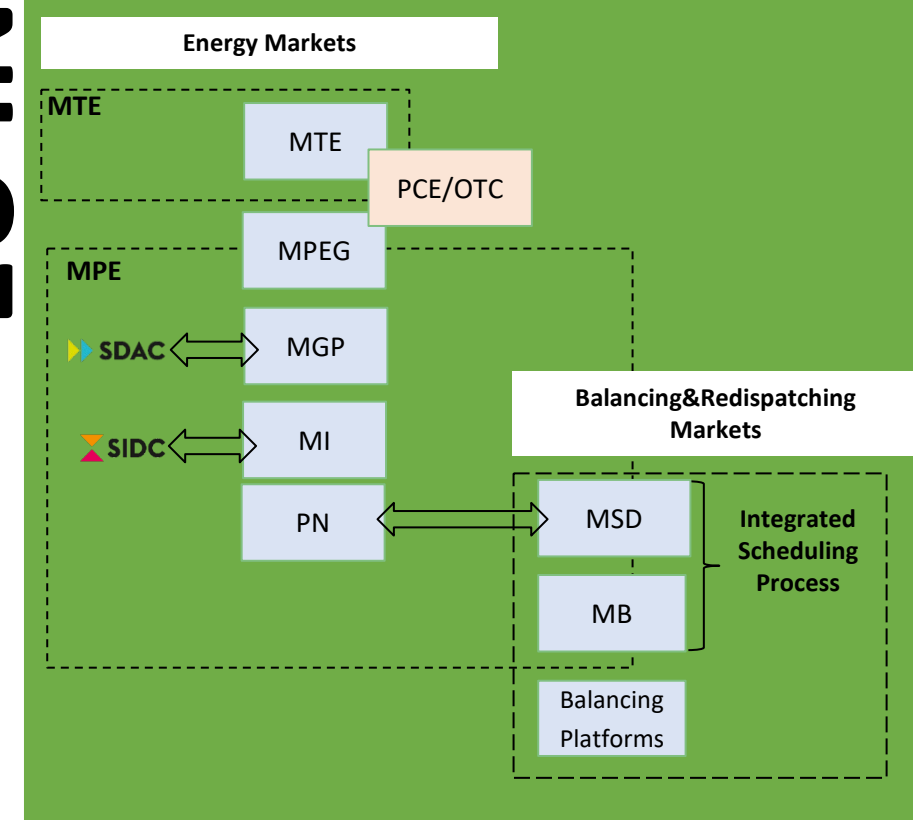 Energy Markets
MTE
MTE
PCE/OTC
MPEG
MPE
SDAC
MGP
SIDC
MI
PN
Balancing&Redispatching
Markets
MSD
MB
Integrated
Scheduling
Process
Balancing
Platforms